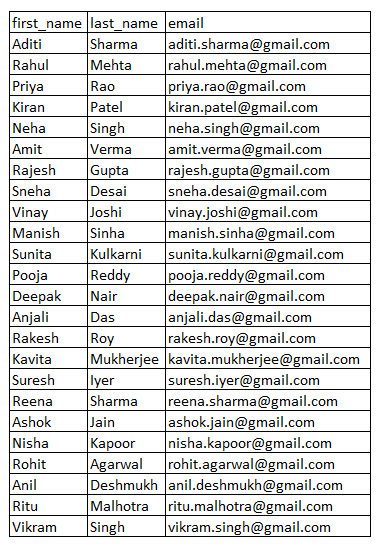 first_name last_name email
Aditi Sharma aditi.sharma@gmail.com
Rahul Mehta rahul.mehta@gmail.com
Priya Rao priya.rao@gmail.com
Kiran Patel kiran.patel@gmail.com
Neha Singh neha.singh@gmail.com
Amit Verma amit.verma@gmail.com
Rajesh Gupta rajesh.gupta@gmail.com
Sneha Desai sneha.desai@gmail.com
Vinay Joshi vinay.joshi@gmail.com
Manish Sinha manish.sinha@gmail.com
Sunita Kulkarni sunita.kulkarni@gmail.com
Pooja Reddy pooja.reddy@gmail.com
Deepak Nair deepak.nair@gmail.com
Anjali Das anjali.das@gmail.com
Rakesh Roy rakesh.roy@gmail.com
Kavita Mukherjee kavita.mukherjee@gmail.com
Suresh Iyer suresh.iyer@gmail.com
Reena Sharma reena.sharma@gmail.com
Ashok Jain ashok.jain@gmail.com
Nisha Kapoor nisha.kapoor@gmail.com
Rohit Agarwal rohit.agarwal@gmail.com
Anil Deshmukh anil.deshmukh@gmail.com
Ritu Malhotra ritu.malhotra@gmail.com
Vikram Singh vikram.singh@gmail.com